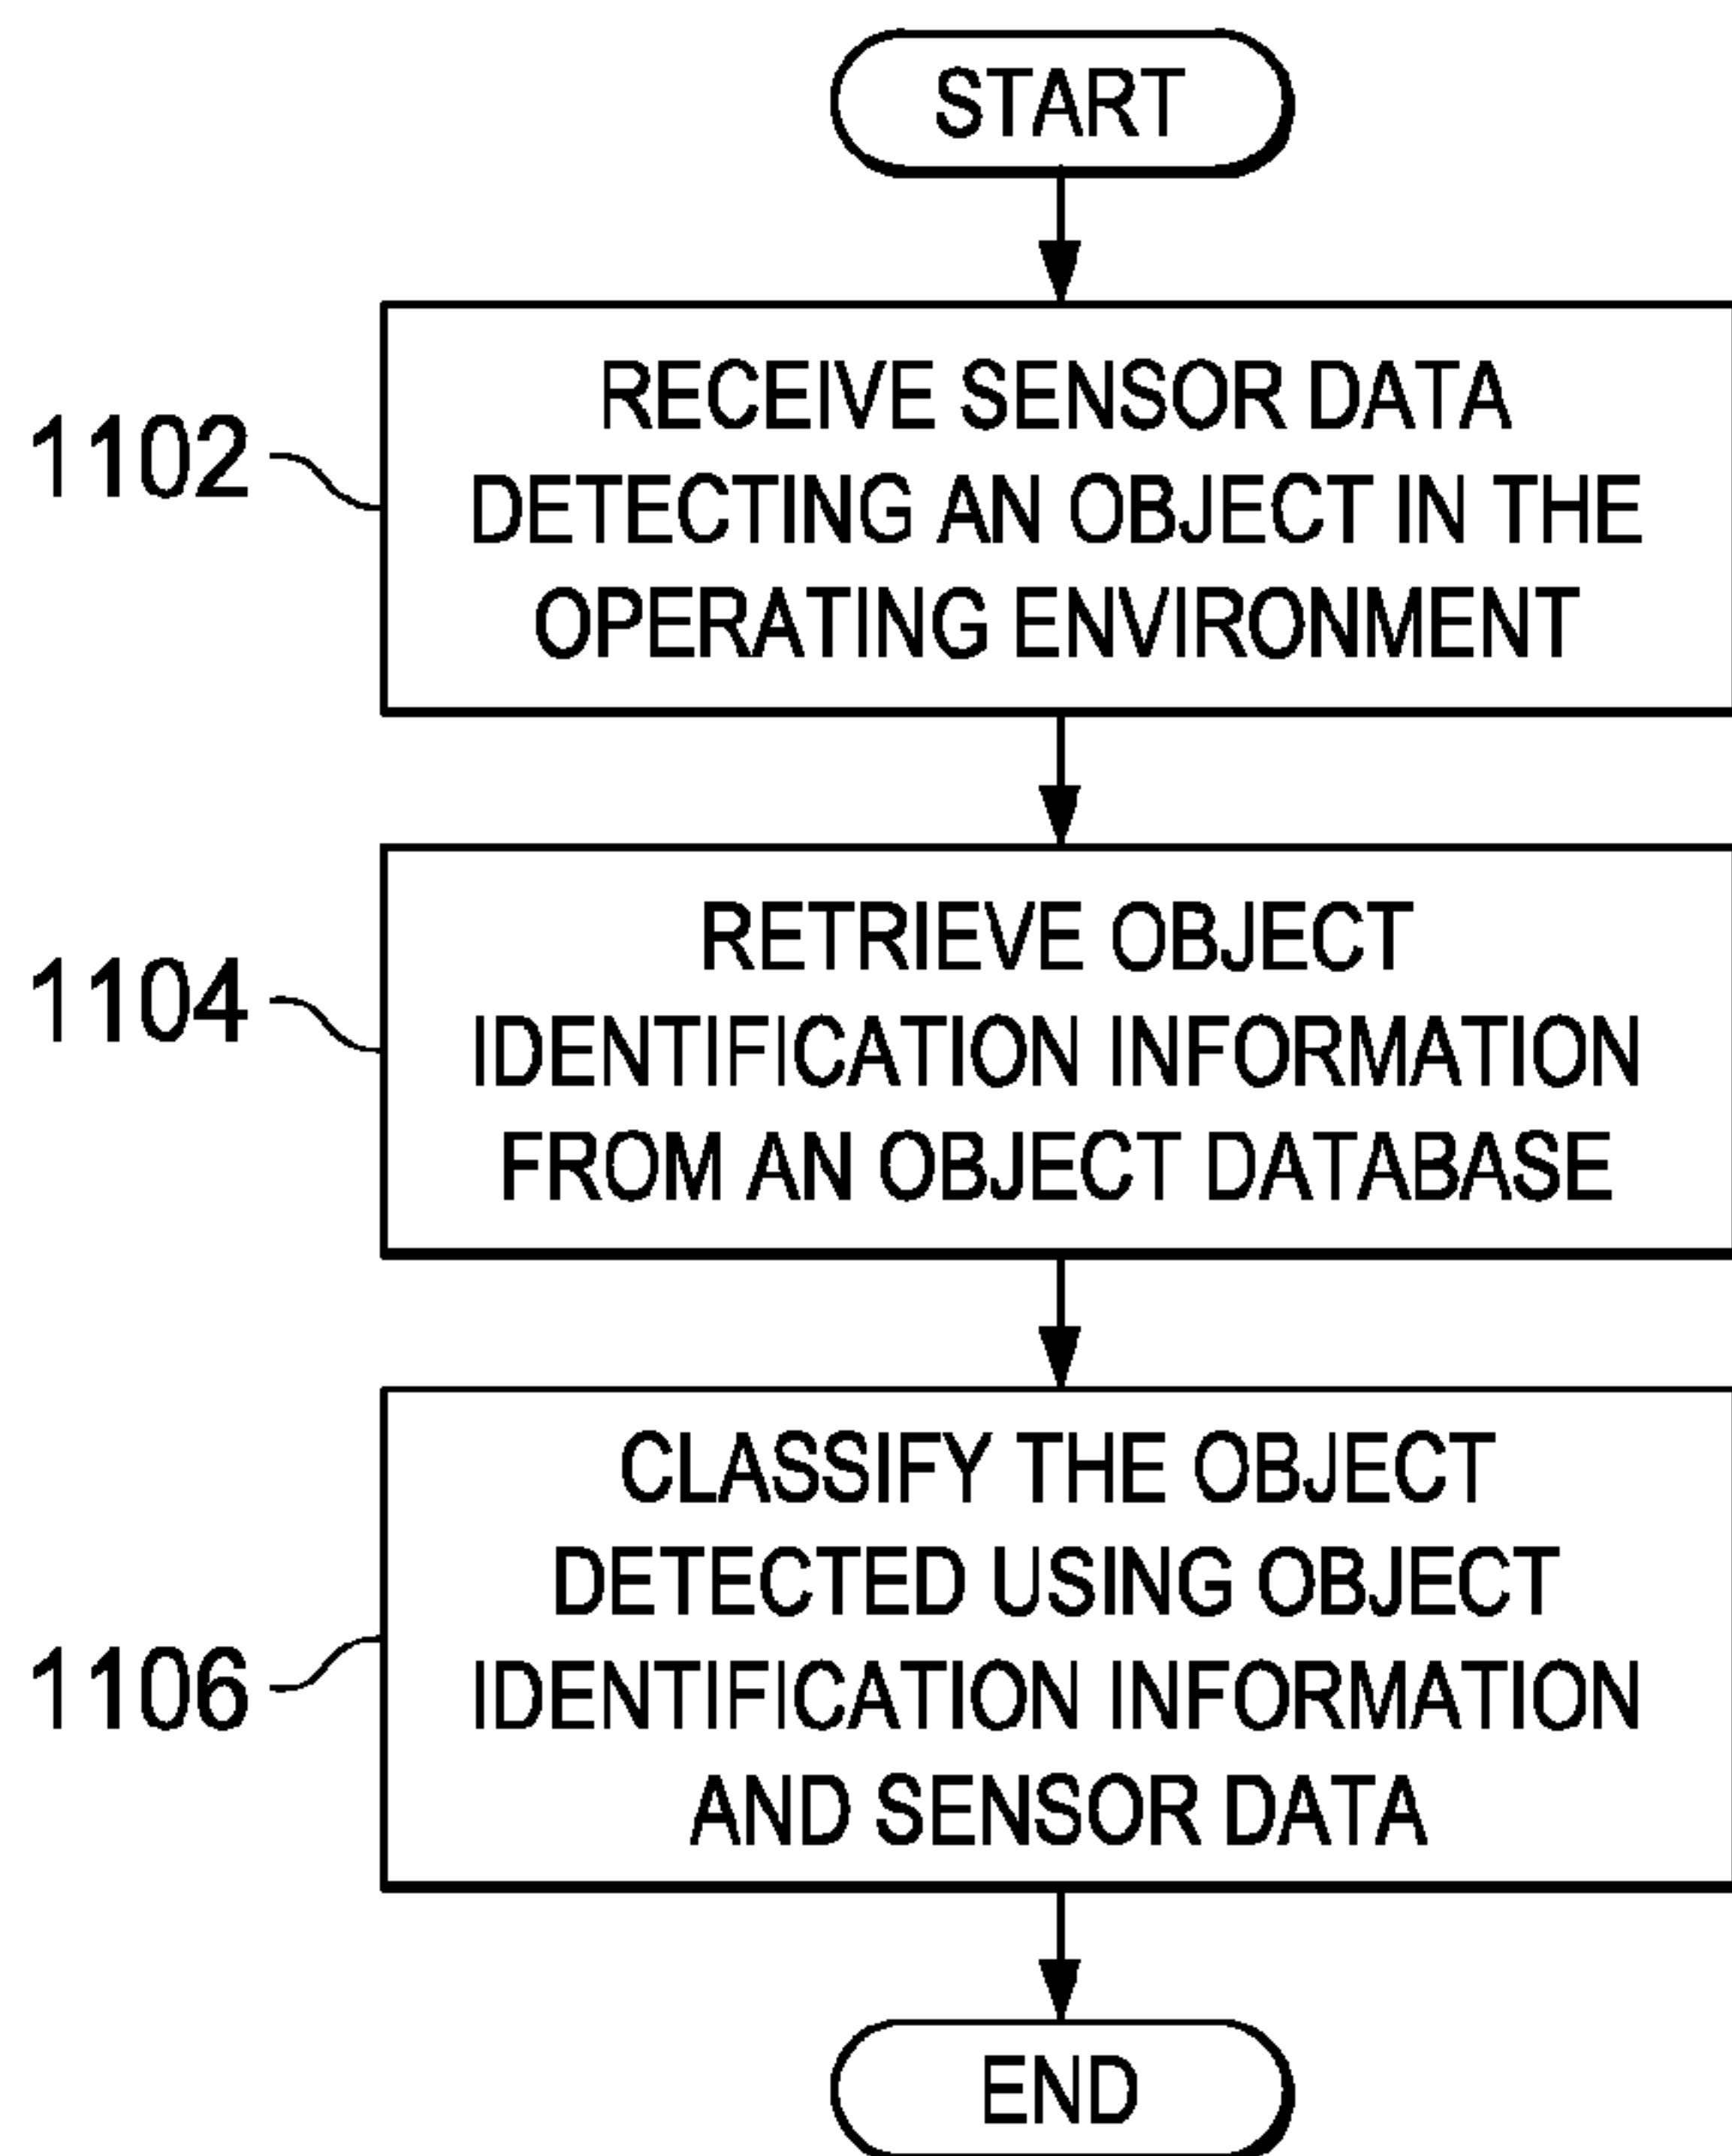 START
1102
RECEIVE SENSOR DATA
DETECTING AN OBJECT IN THE
OPERATING ENVIRONMENT
1104
RETRIEVE OBJECT
IDENTIFICATION INFORMATION
FROM AN OBJECT DATABASE
1106
CLASSIFY THE OBJECT
DETECTED USING OBJECT
IDENTIFICATION INFORMATION
AND SENSOR DATA
END